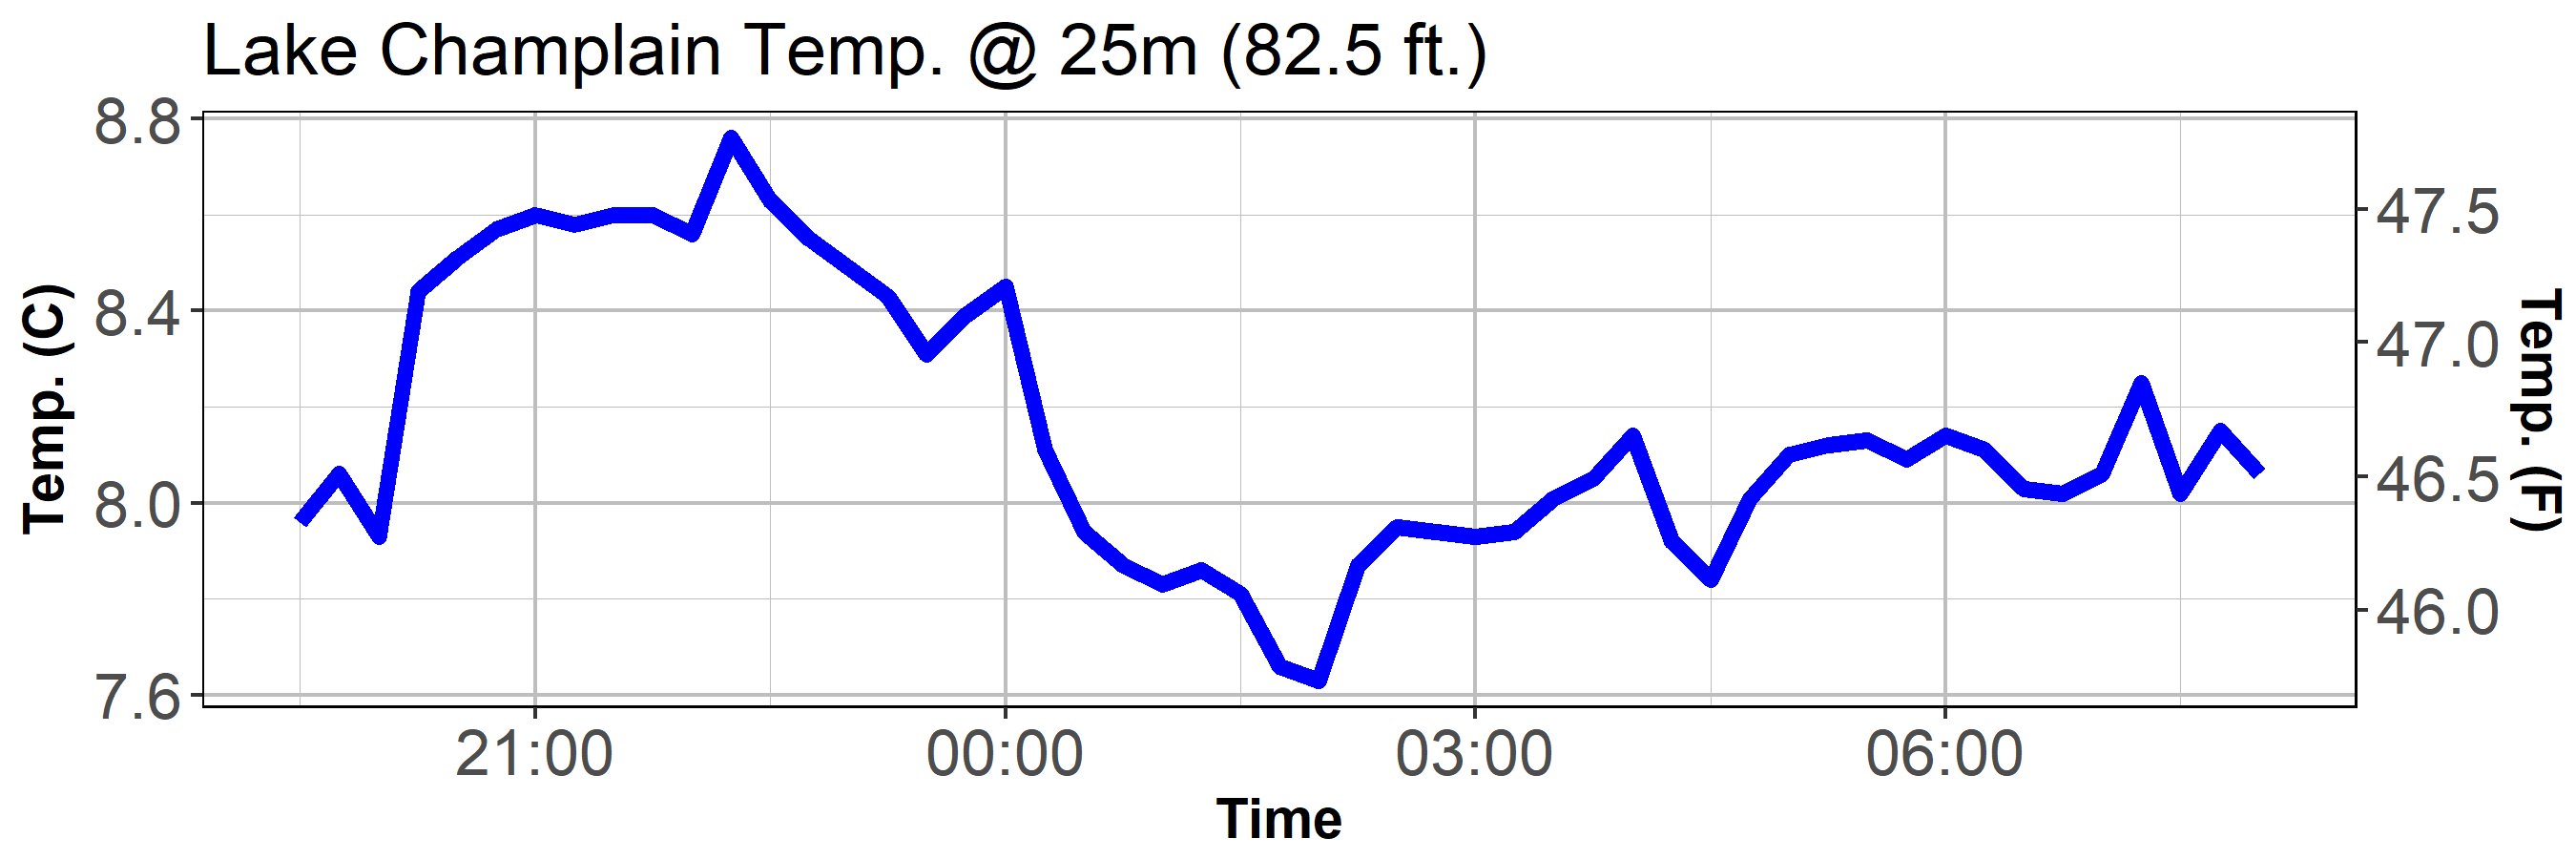 Lake Champlain Temp. @ 25m (82.5 ft.)
8.8
8.4
8.0
7.6
Temp. (C)
47.5
47.0
46.5
46.0
Temp. (F)
21:00 00:00 03:00 06:00
Time